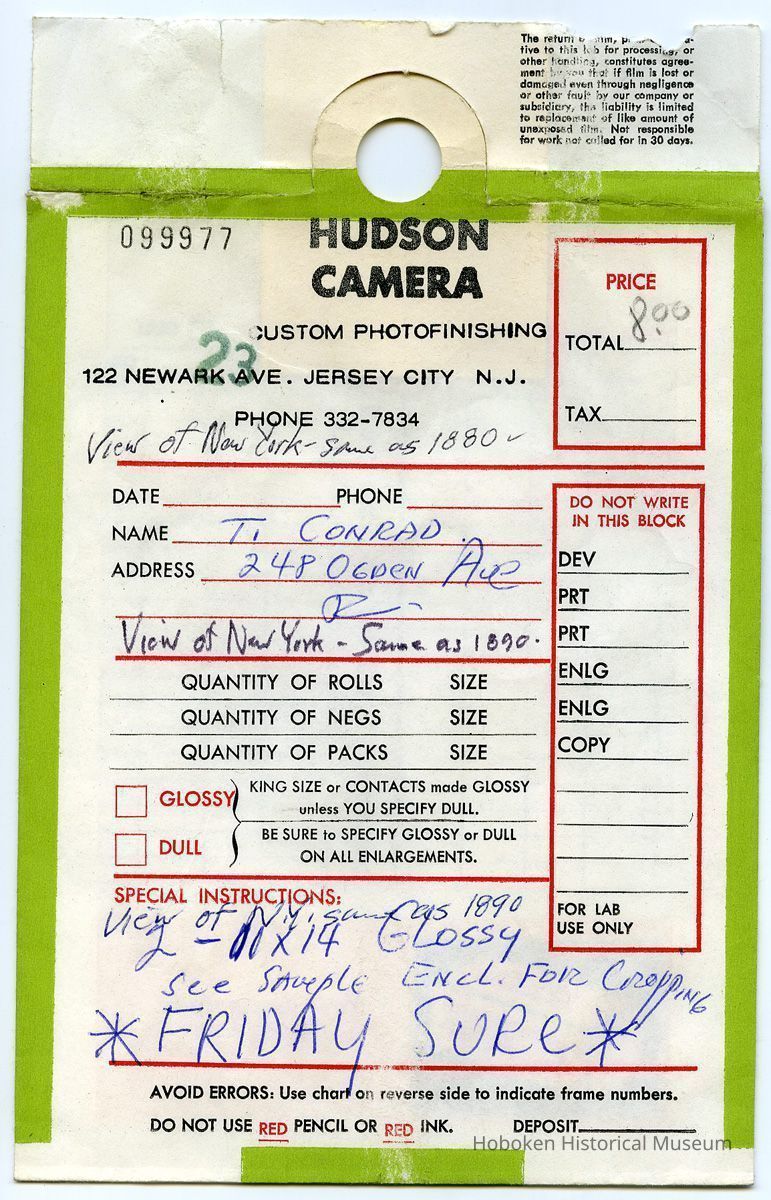 The return
tive to this lab for processing, or
other handling, constitutes agree-
ment by you that if film is lost or
damaged even through negligence
or other fault by our company or
subsidiary, the liability is limited
to replacement of like amount of
unexposed film. Not responsible
for work not called for in 30 days.
099977
HUDSON
CAMERA
CUSTOM PHOTOFINISHING
23
122 NEWARK AVE. JERSEY CITY N.J.
PHONE 332-7834
PRICE
TOTAL 8.00
TAX
View of New York - same as 1880
DATE PHONE
NAME T. CONRAD
ADDRESS 248 OGDEN Ave
View of New York - Same as 1890.
QUANTITY OF ROLLS SIZE
QUANTITY OF NEGS SIZE
QUANTITY OF PACKS SIZE
GLOSSY
KING SIZE or CONTACTS made GLOSSY
unless YOU SPECIFY DULL.
DULL
BE SURE to SPECIFY GLOSSY or DULL
ON ALL ENLARGEMENTS.
DO NOT WRITE
IN THIS BLOCK
DEV
PRT
PRT
ENLG
ENLG
COPY
FOR LAB
USE ONLY
SPECIAL INSTRUCTIONS:
View of N.Y. same as 1890
2 - 11 x 14 GLOSSY
see SAMPLE ENCL. FOR CROPPING
* FRIDAY SURE *
AVOID ERRORS: Use chart on reverse side to indicate frame numbers.
DO NOT USE RED PENCIL OR RED INK. DEPOSIT
Hoboken Historical Museum